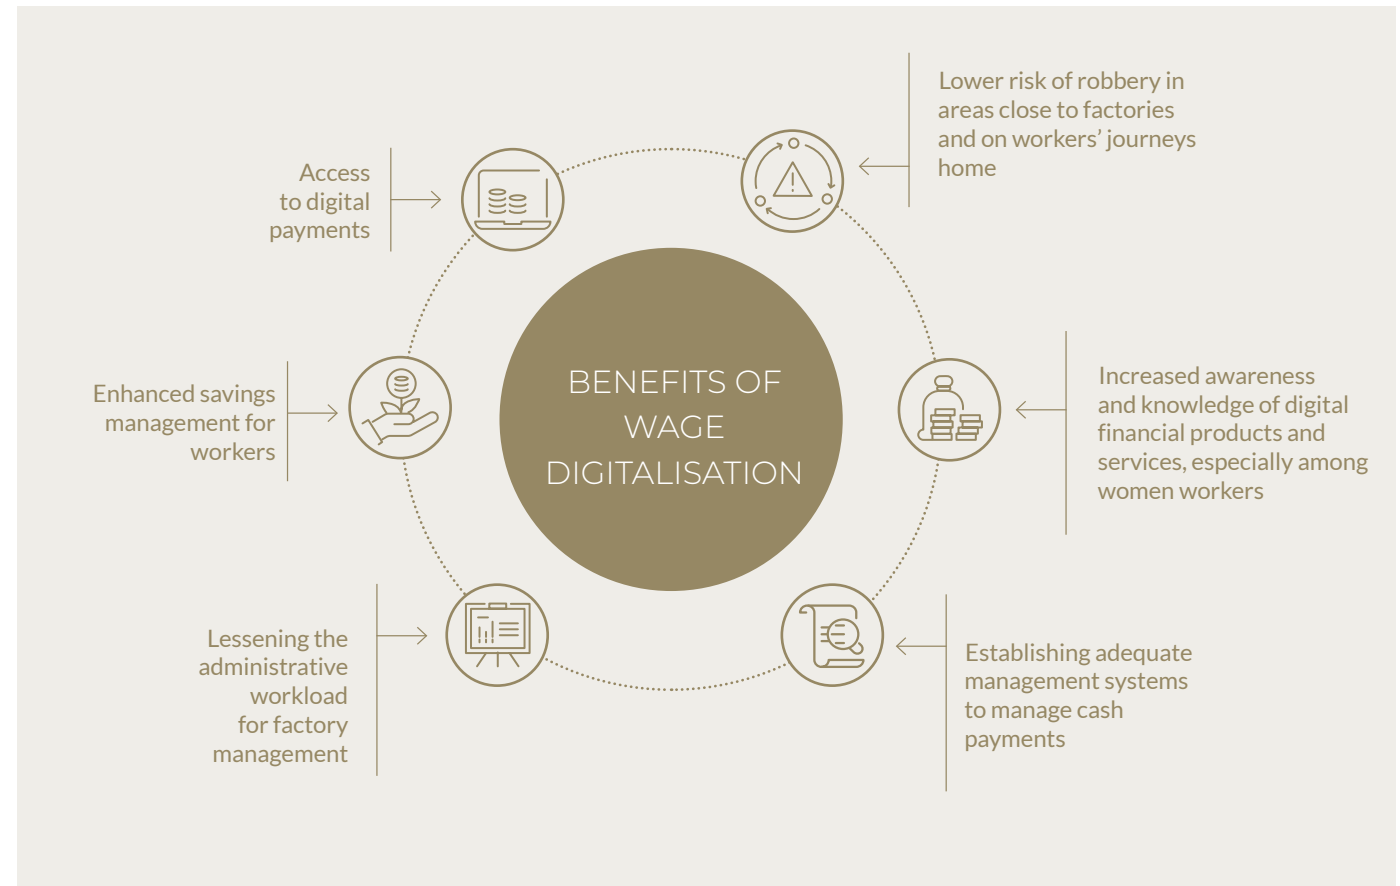 BENEFITS OF
WAGE
DIGITALISATION
Lower risk of robbery in
areas close to factories
and on workers’ journeys
home
Increased awareness
and knowledge of digital
financial products and
services, especially among
women workers
Establishing adequate
management systems
to manage cash
payments
Lessening the
administrative
workload
for factory
management
Enhanced savings
management for
workers
Access
to digital
payments